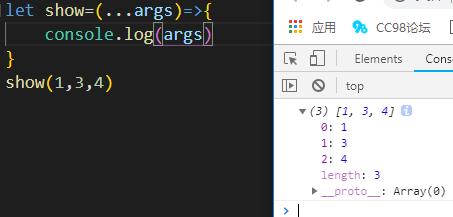 let show=(...args)=>{
console.log(args)
}
show(1,3,4)
应用
CC98论坛
Elements
top
(3) [1, 3, 4]
0: 1
1: 3
2: 4
length: 3
__proto__: Array(0)